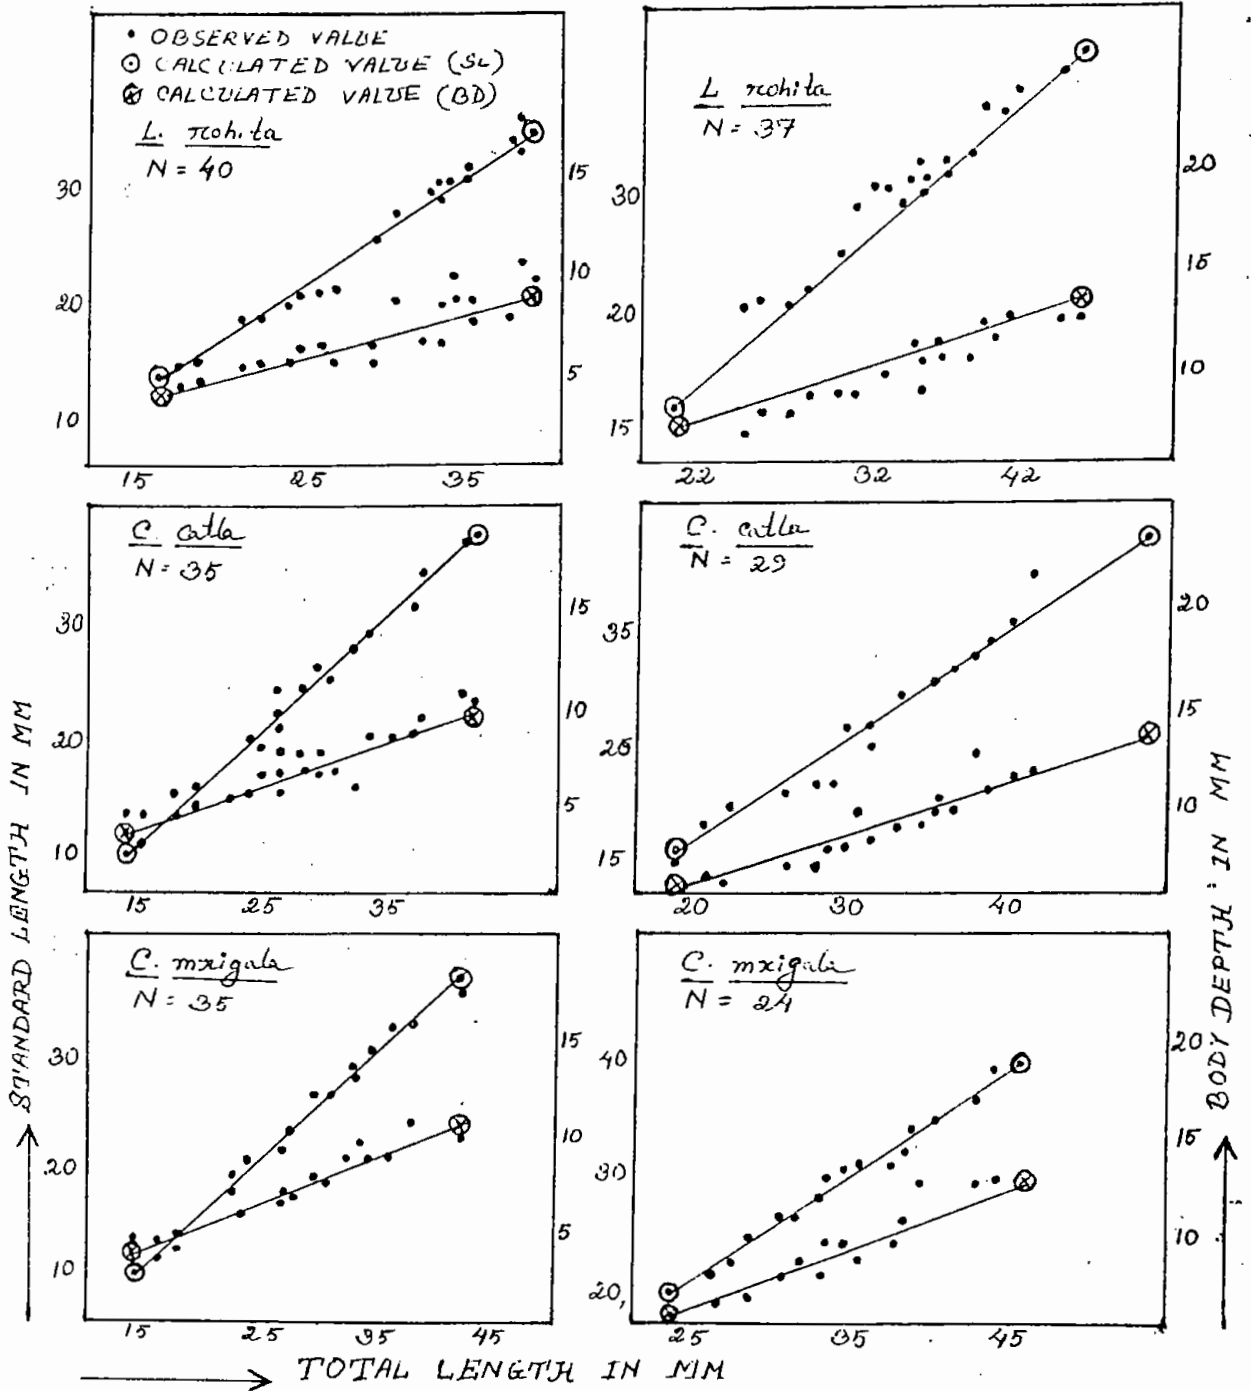 • OBSERVED VALUE
⊙ CALCULATED VALUE (SL)
⊗ CALCULATED VALUE (BD)
L. rohita
N = 40
30
20
10
15
10
5
15 25 35
L rohita
N = 37
30
20
15
20
15
10
22 32 42
C. catla
N = 35
30
20
10
15
10
5
15 25 35
C. catla
N = 29
35
25
15
20
15
10
20 30 40
C. mrigala
N = 35
30
20
10
15
10
5
15 25 35 45
C. mrigala
N = 24
40
30
20
20
15
10
25 35 45
STANDARD LENGTH IN MM
BODY DEPTH IN MM
TOTAL LENGTH IN MM